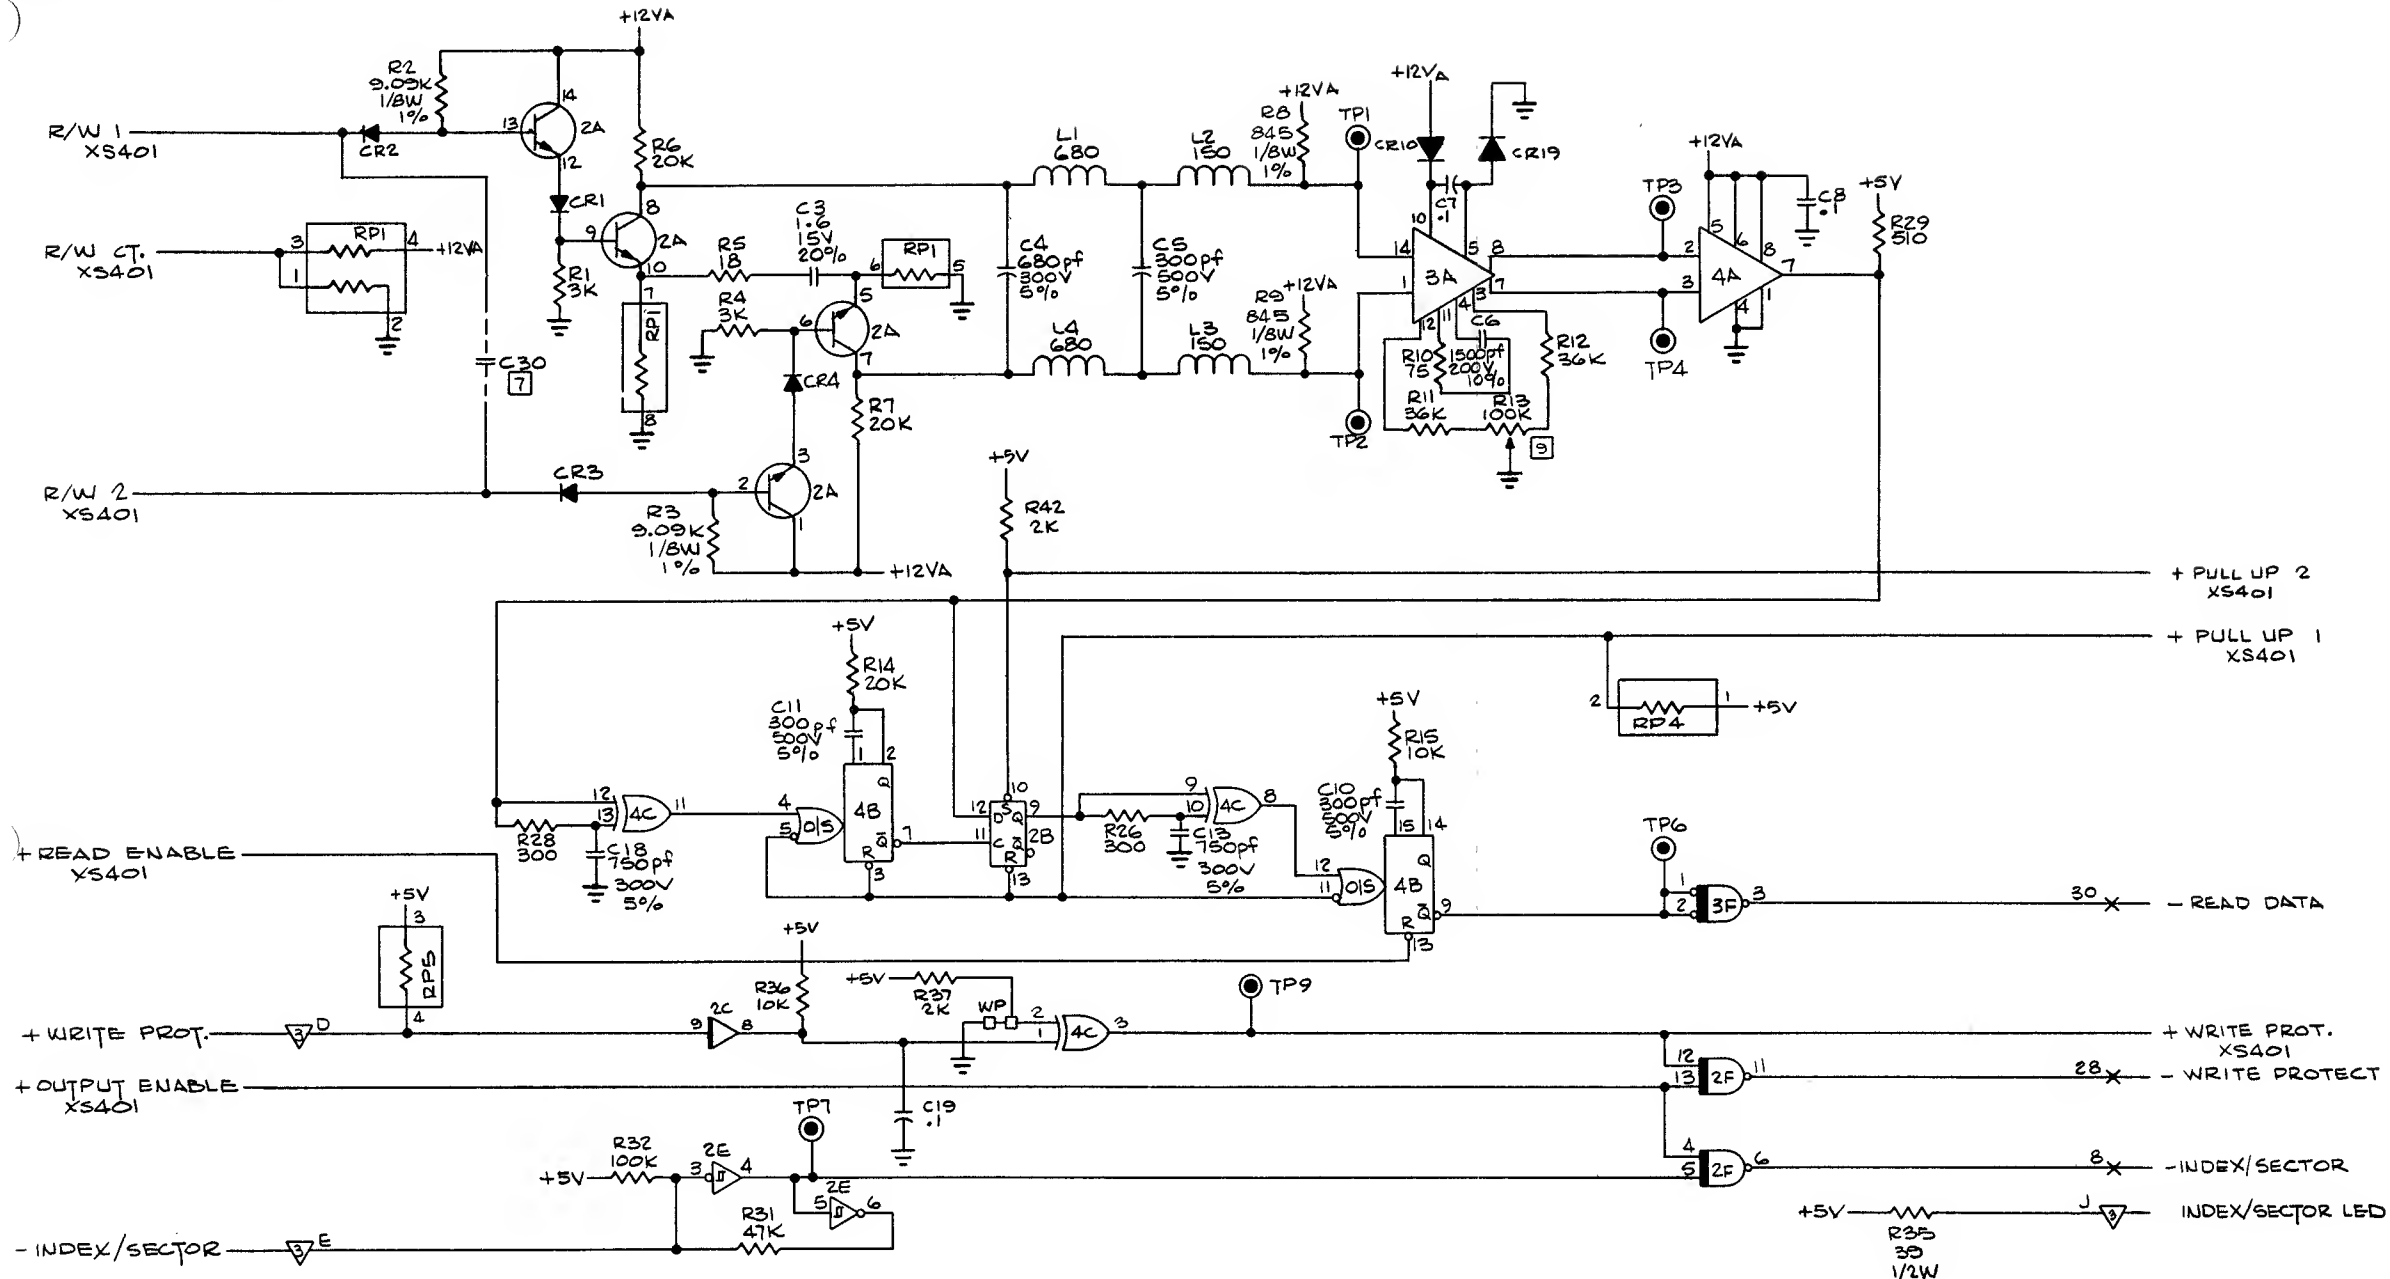 +12VA
R2
9.09K
1/8W
1%
14
13
2A
12
R/W 1
XS401
CR2
R6
20K
CR1
8
9
2A
10
R1
3K
R/W CT.
XS401
3
RP1
4
+12VA
1
2
C30
7
7
RP1
8
R5
18
C3
1.6
15V
20%
6
RP1
5
R4
3K
5
6
2A
7
CR4
R7
20K
3
2
2A
1
R/W 2
XS401
CR3
R3
9.09K
1/8W
1%
+12VA
L1
680
L2
150
C4
680pf
300V
5%
C5
300pf
500V
5%
L4
680
L3
150
+12VA
R8
845
1/8W
1%
TP1
+12VA
R9
845
1/8W
1%
TP2
+12VA
CR10
CR19
C7
.1
10
14
5
8
3A
1
7
3
4
12
11
C6
1500pf
200V
10%
R10
75
R12
36K
R11
36K
R13
100K
9
TP3
TP4
+12VA
C8
.1
5
6
8
2
4A
7
3
4
1
+5V
R29
510
+5V
R42
2K
+ PULL UP 2
XS401
+ PULL UP 1
XS401
2
RP4
1
+5V
+5V
R14
20K
C11
300pf
500V
5%
1
2
Q
4B
4
5
O/S
Q
7
R
3
12
13
4C
11
R28
300
C18
750pf
300V
5%
10
12
D
S
Q
9
11
C
Q
2B
R
13
9
10
4C
8
R26
300
C13
750pf
300V
5%
+5V
R15
10K
C10
300pf
500V
5%
15
14
Q
12
11
O/S
4B
Q
9
R
13
TP6
1
2
3F
3
30
- READ DATA
+ READ ENABLE
XS401
+5V
3
RP5
4
+5V
R36
10K
+5V
R37
2K
WP
2
1
4C
3
TP9
+ WRITE PROT.
3
D
9
2C
8
+ WRITE PROT.
XS401
12
13
2F
11
28
- WRITE PROTECT
+ OUTPUT ENABLE
XS401
C19
.1
TP7
R32
100K
+5V
2E
3
4
2E
5
6
R31
47K
4
5
2F
6
8
-INDEX/SECTOR
+5V
R35
39
1/2W
J
3
INDEX/SECTOR LED
- INDEX/SECTOR
3
E